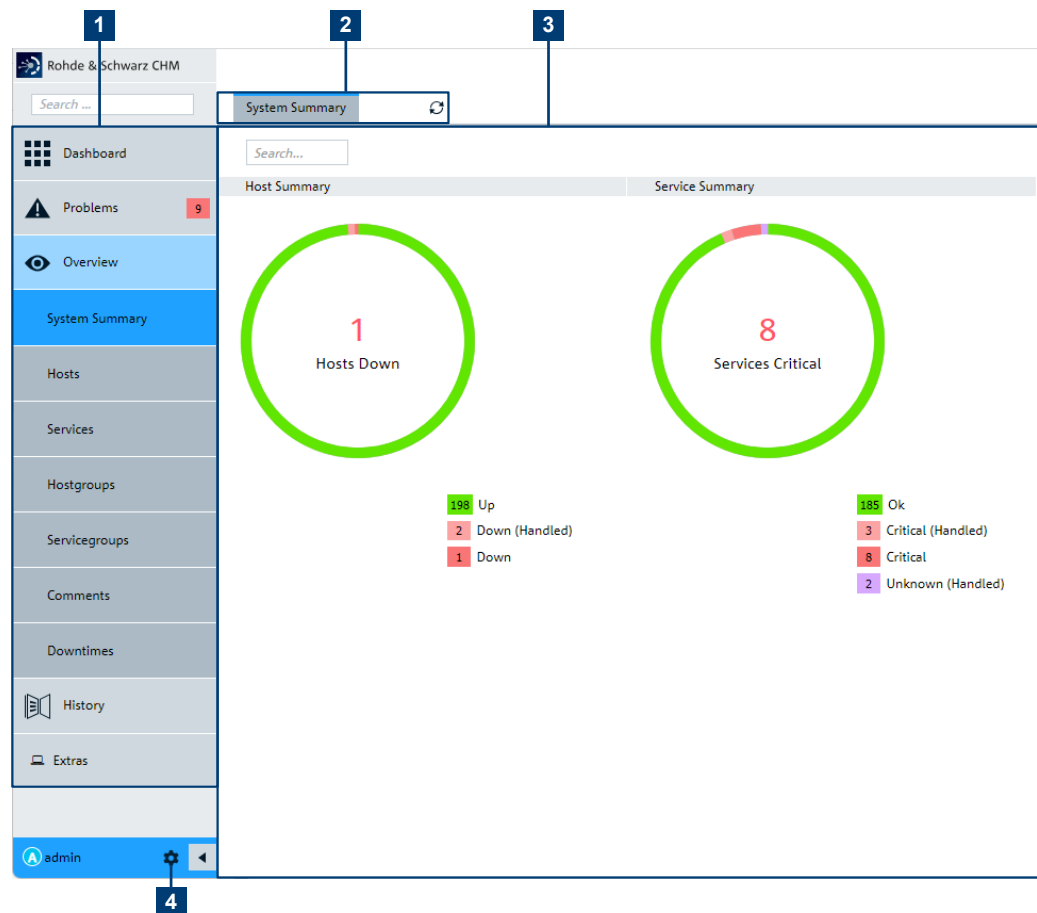 1
2
3
Rohde & Schwarz CHM
Search ...
System Summary
Dashboard
Search...
Host Summary
Service Summary
Problems
9
Overview
System Summary
1
Hosts Down
8
Services Critical
Hosts
Services
Hostgroups
198 Up
185 Ok
2 Down (Handled)
3 Critical (Handled)
Servicegroups
1 Down
8 Critical
2 Unknown (Handled)
Comments
Downtimes
History
Extras
A admin
4